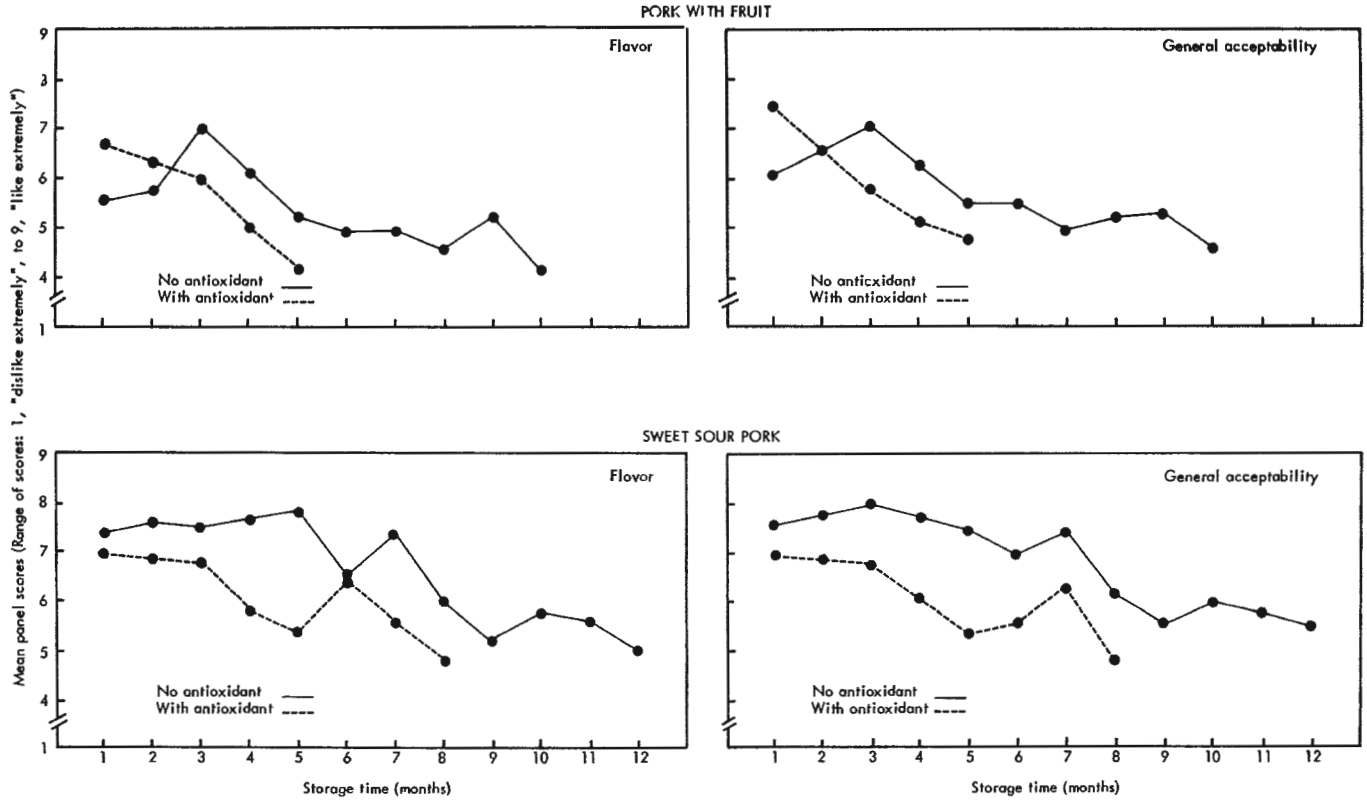 PORK WITH FRUIT
Flavor
General acceptability
9
3
7
6
5
4
1
No antioxidant
With antioxidant
No anticxidant
With antioxidant
Mean panel scores (Range of scores: 1, "dislike extremely", to 9, "like extremely")
SWEET SOUR PORK
Flovor
General acceptability
9
8
7
6
5
4
1
No antioxidant
With antioxidant
No antioxidant
With ontioxidant
1 2 3 4 5 6 7 8 9 10 11 12
1 2 3 4 5 6 7 8 9 10 11 12
Storage time (months)
Storage time (months)